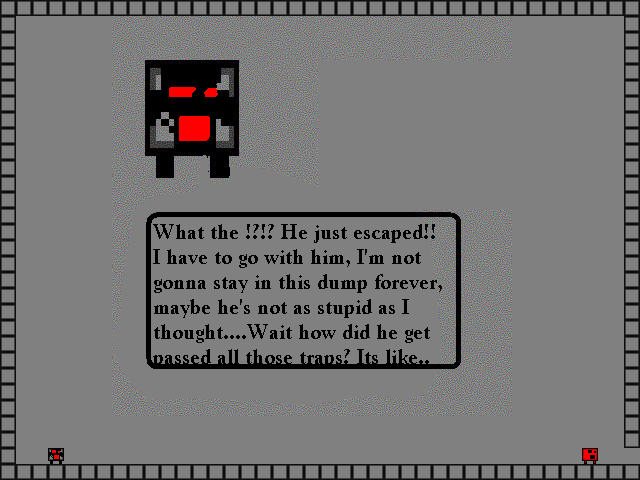 What the !?!? He just escaped!!
I have to go with him, I'm not
gonna stay in this dump forever,
maybe he's not as stupid as I
thought....Wait how did he get
passed all those traps? Its like..